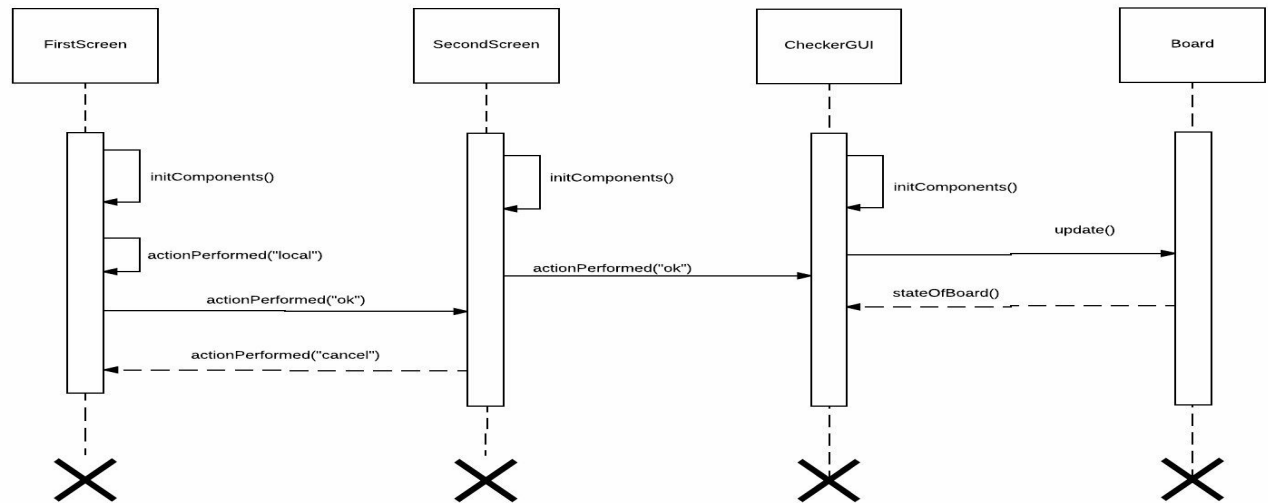 FirstScreen
SecondScreen
CheckerGUI
Board
initComponents()
initComponents()
initComponents()
update()
actionPerformed("local")
actionPerformed("ok")
stateOfBoard()
actionPerformed("ok")
actionPerformed("cancel")